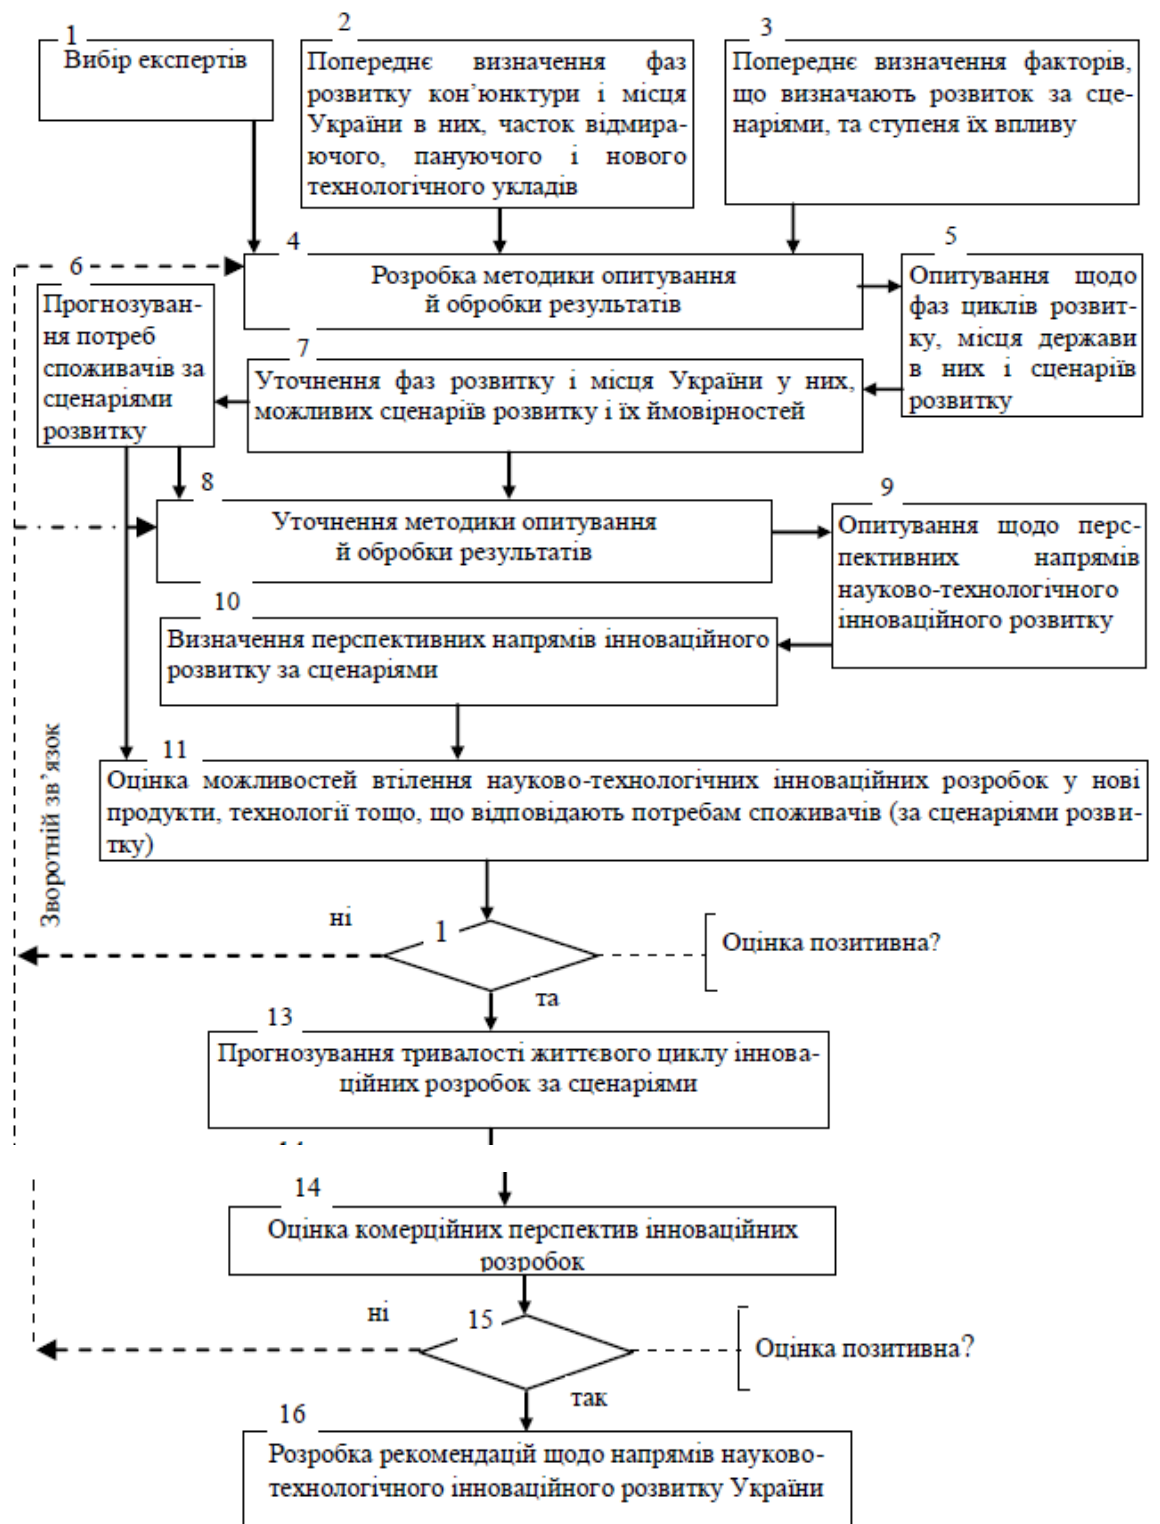 1
Вибір експертів
2
Попереднє визначення фаз
розвитку кон’юнктури і місця
України в них, часток відмира-
ючого, пануючого і нового
технологічного укладів
3
Попереднє визначення факторів,
що визначають розвиток за сце-
наріями, та ступеня їх впливу
4
Розробка методики опитування
й обробки результатів
5
Опитування щодо
фаз циклів розвит-
ку, місця держави
в них і сценаріїв
розвитку
6
Прогнозуван-
ня потреб
споживачів за
сценаріями
розвитку
7
Уточнення фаз розвитку і місця України у них,
можливих сценаріїв розвитку і їх ймовірностей
8
Уточнення методики опитування
й обробки результатів
9
Опитування щодо перс-
пективних напрямів
науково-технологічного
інноваційного розвитку
10
Визначення перспективних напрямів інноваційного
розвитку за сценаріями
11
Оцінка можливостей втілення науково-технологічних інноваційних розробок у нові
продукти, технології тощо, що відповідають потребам споживачів (за сценаріями розви-
тку)
Зворотній зв’язок
ні
1
Оцінка позитивна?
та
13
Прогнозування тривалості життєвого циклу іннова-
ційних розробок за сценаріями
14
Оцінка комерційних перспектив інноваційних
розробок
ні
15
Оцінка позитивна?
так
16
Розробка рекомендацій щодо напрямів науково-
технологічного інноваційного розвитку України